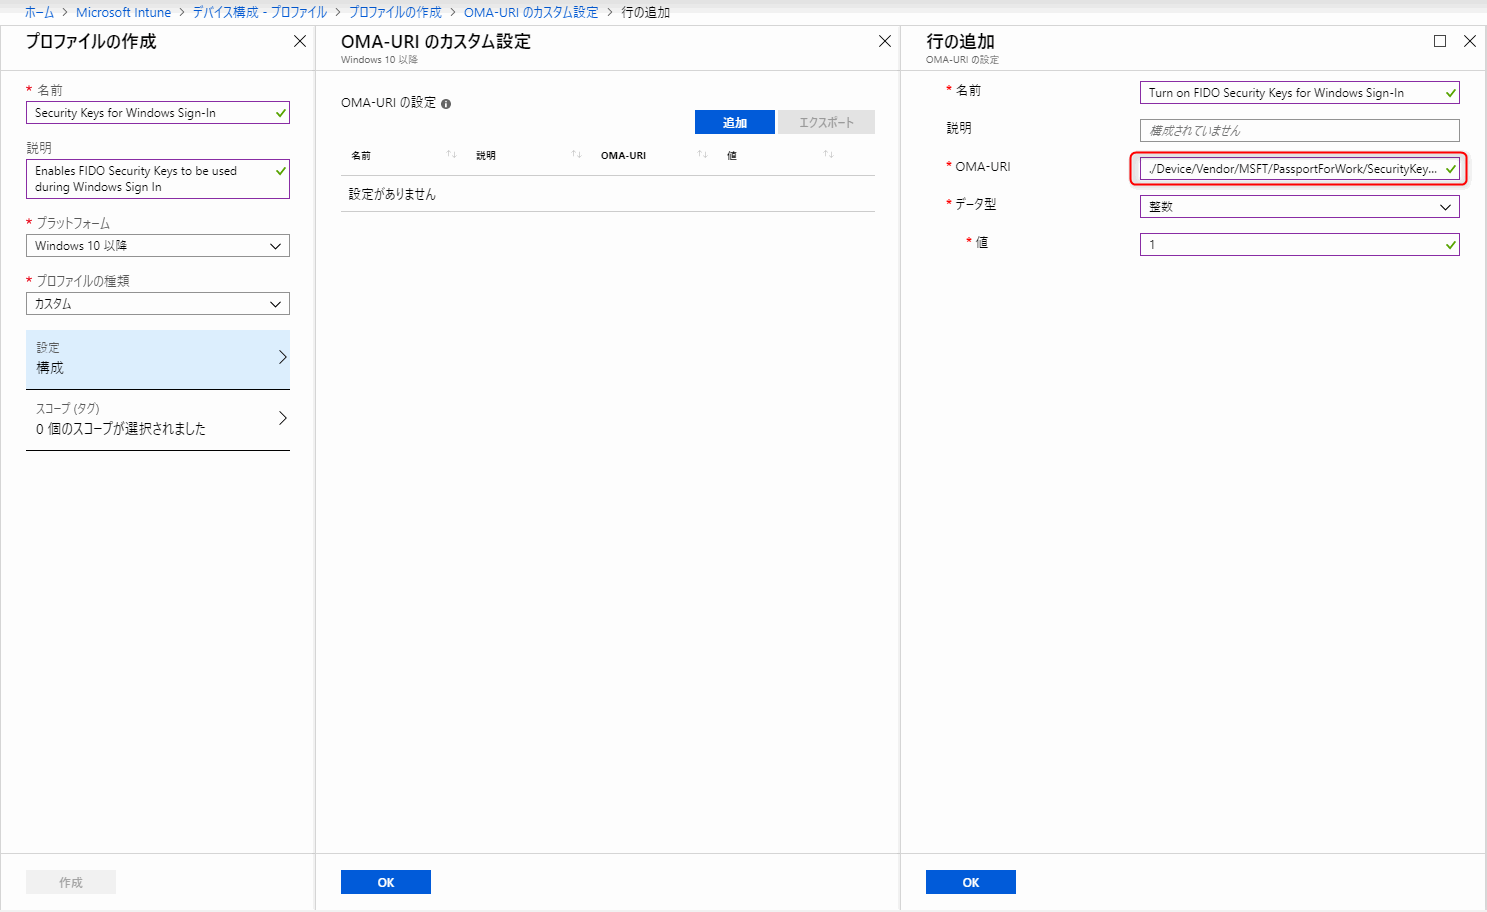 ホーム > Microsoft Intune > デバイス構成 - プロファイル > プロファイルの作成 > OMA-URI のカスタム設定 > 行の追加
プロファイルの作成
* 名前
Security Keys for Windows Sign-In
説明
Enables FIDO Security Keys to be used
during Windows Sign In
* プラットフォーム
Windows 10 以降
* プロファイルの種類
カスタム
設定
構成
スコープ (タグ)
0 個のスコープが選択されました
作成
OMA-URI のカスタム設定
Windows 10 以降
OMA-URI の設定
追加
エクスポート
名前 説明 OMA-URI 値
設定がありません
OK
行の追加
OMA-URI の設定
* 名前
Turn on FIDO Security Keys for Windows Sign-In
説明
構成されていません
* OMA-URI
./Device/Vendor/MSFT/PassportForWork/SecurityKey...
* データ型
整数
* 値
1
OK